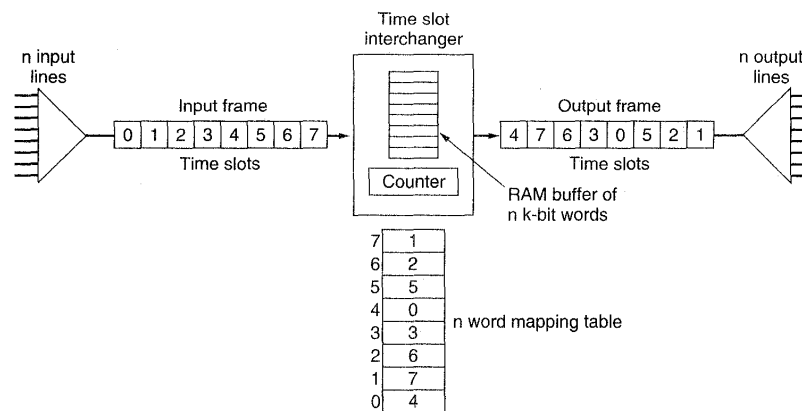 Time slot
interchanger
n input
lines
n output
lines
Input frame
Output frame
0 1 2 3 4 5 6 7
4 7 6 3 0 5 2 1
Time slots
Time slots
Counter
RAM buffer of
n k-bit words
7 1
6 2
5 5
4 0
3 3
2 6
1 7
0 4
n word mapping table